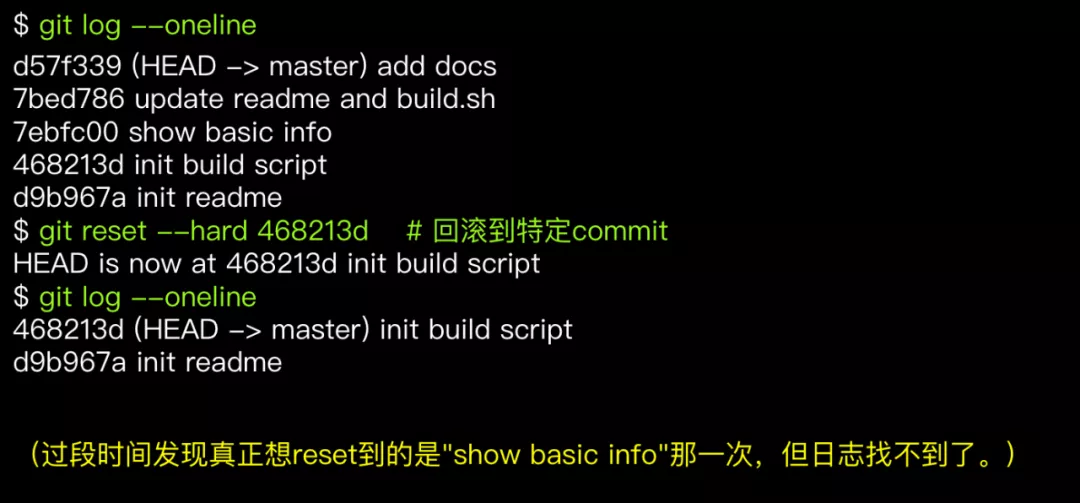 $ git log --oneline
d57f339 (HEAD -> master) add docs
7bed786 update readme and build.sh
7ebfc00 show basic info
468213d init build script
d9b967a init readme
$ git reset --hard 468213d # 回滚到特定commit
HEAD is now at 468213d init build script
$ git log --oneline
468213d (HEAD -> master) init build script
d9b967a init readme
（过段时间发现真正想reset到的是"show basic info"那一次，但日志找不到了。）